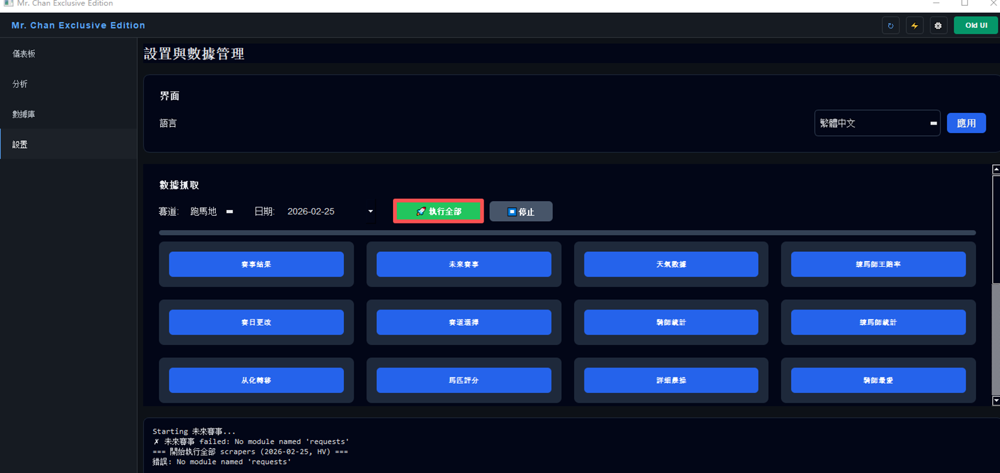 Mr. Chan Exclusive Edition
Mr. Chan Exclusive Edition
Old UI
儀表板
分析
數據庫
設置
設置與數據管理
界面
語言
繁體中文
應用
數據抓取
賽道: 跑馬地 日期: 2026-02-25 🚀 執行全部 停止
賽事結果 未來賽事 天氣數據 練馬師王賠率
賽日更改 賽道選擇 騎師統計 練馬師統計
从化轉移 馬匹評分 詳細晨操 騎師最愛
Starting 未來賽事...
✗ 未來賽事 failed: No module named 'requests'
=== 開始執行全部 scrapers (2026-02-25, HV) ===
錯誤: No module named 'requests'